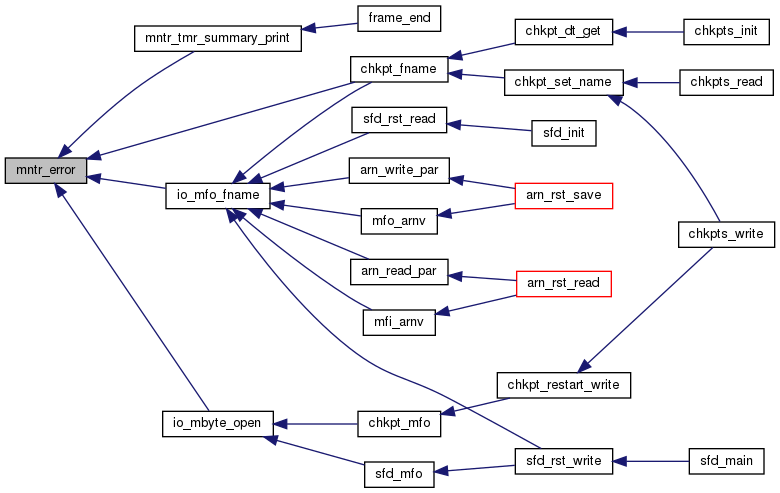 frame_end
mntr_tmr_summary_print
chkpt_dt_get
chkpts_init
chkpt_fname
chkpt_set_name
chkpts_read
sfd_rst_read
sfd_init
mntr_error
arn_write_par
io_mfo_fname
arn_rst_save
mfo_arnv
chkpts_write
arn_read_par
arn_rst_read
mfi_arnv
chkpt_restart_write
io_mbyte_open
chkpt_mfo
sfd_rst_write
sfd_main
sfd_mfo